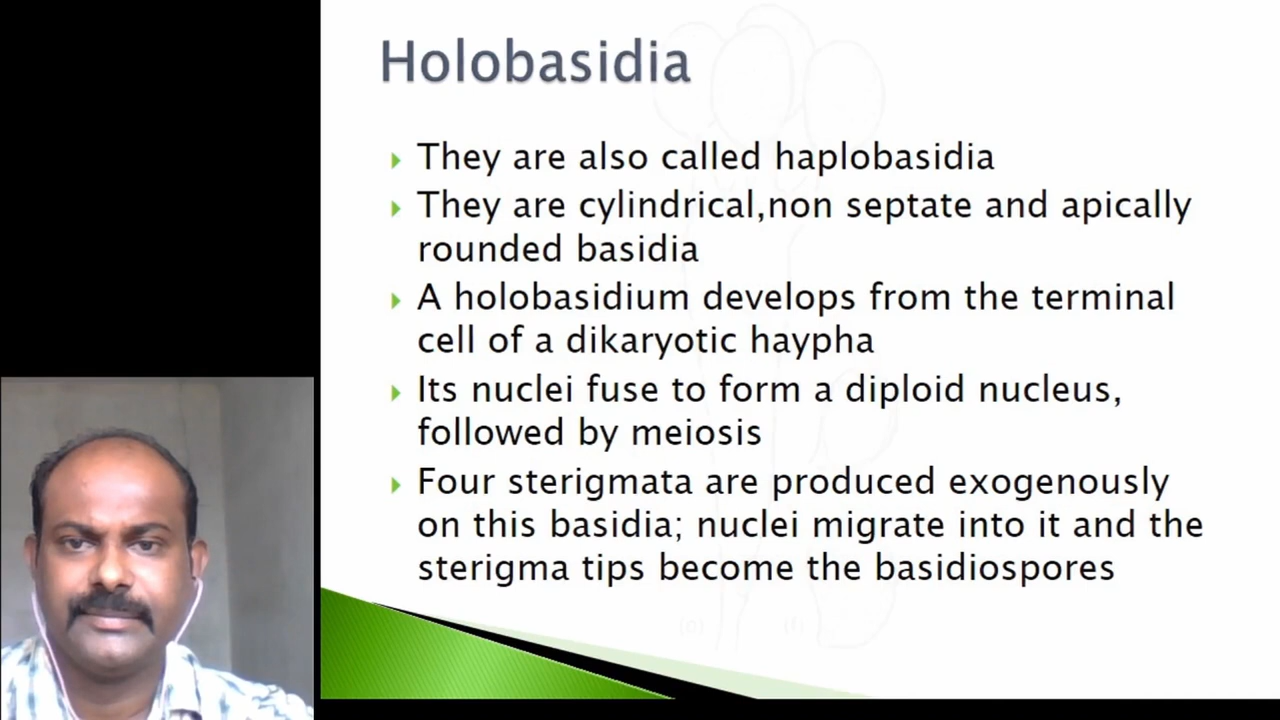 Holobasidia
They are also called haplobasidia
They are cylindrical,non septate and apically
rounded basidia
A holobasidium develops from the terminal
cell of a dikaryotic haypha
Its nuclei fuse to form a diploid nucleus,
followed by meiosis
Four sterigmata are produced exogenously
on this basidia; nuclei migrate into it and the
sterigma tips become the basidiospores